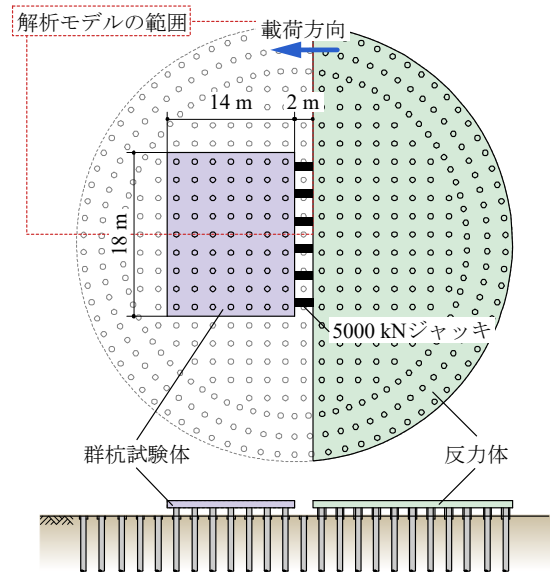 解析モデルの範囲
載荷方向
14 m
2 m
18 m
5000 kNジャッキ
群杭試験体
反力体